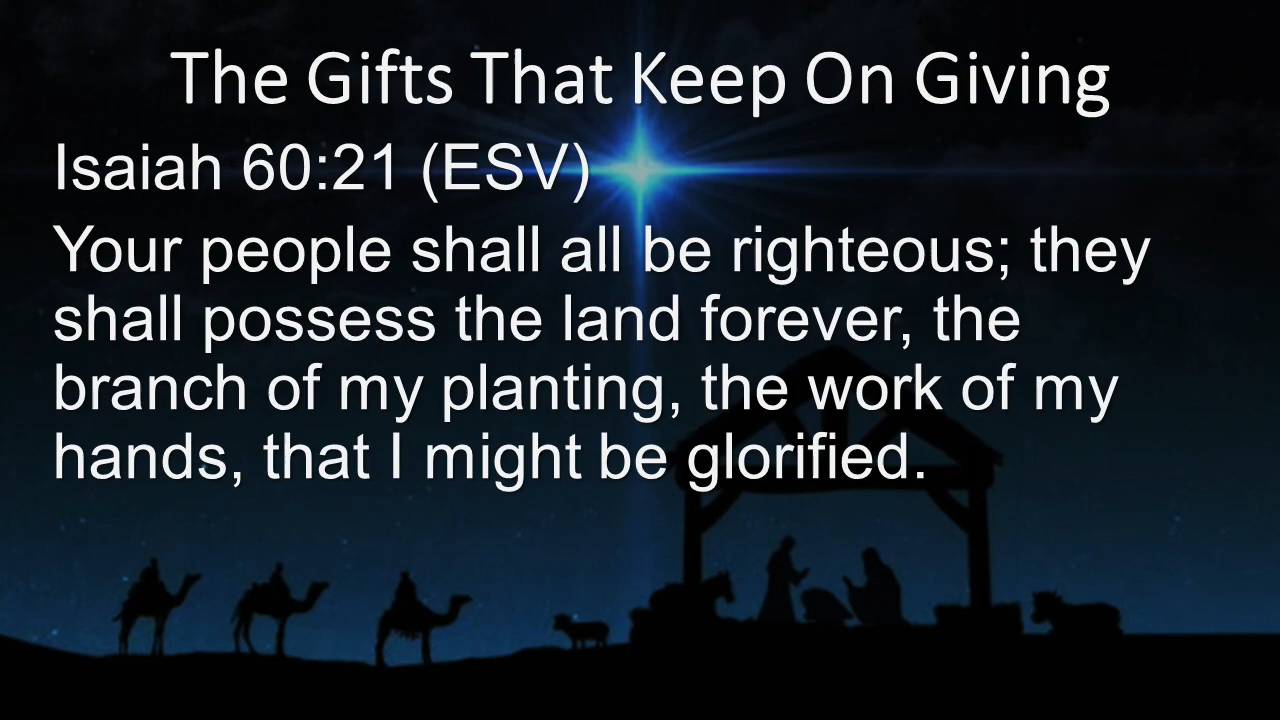 The Gifts That Keep On Giving
Isaiah 60:21 (ESV)
Your people shall all be righteous; they
shall possess the land forever, the
branch of my planting, the work of my
hands, that I might be glorified.